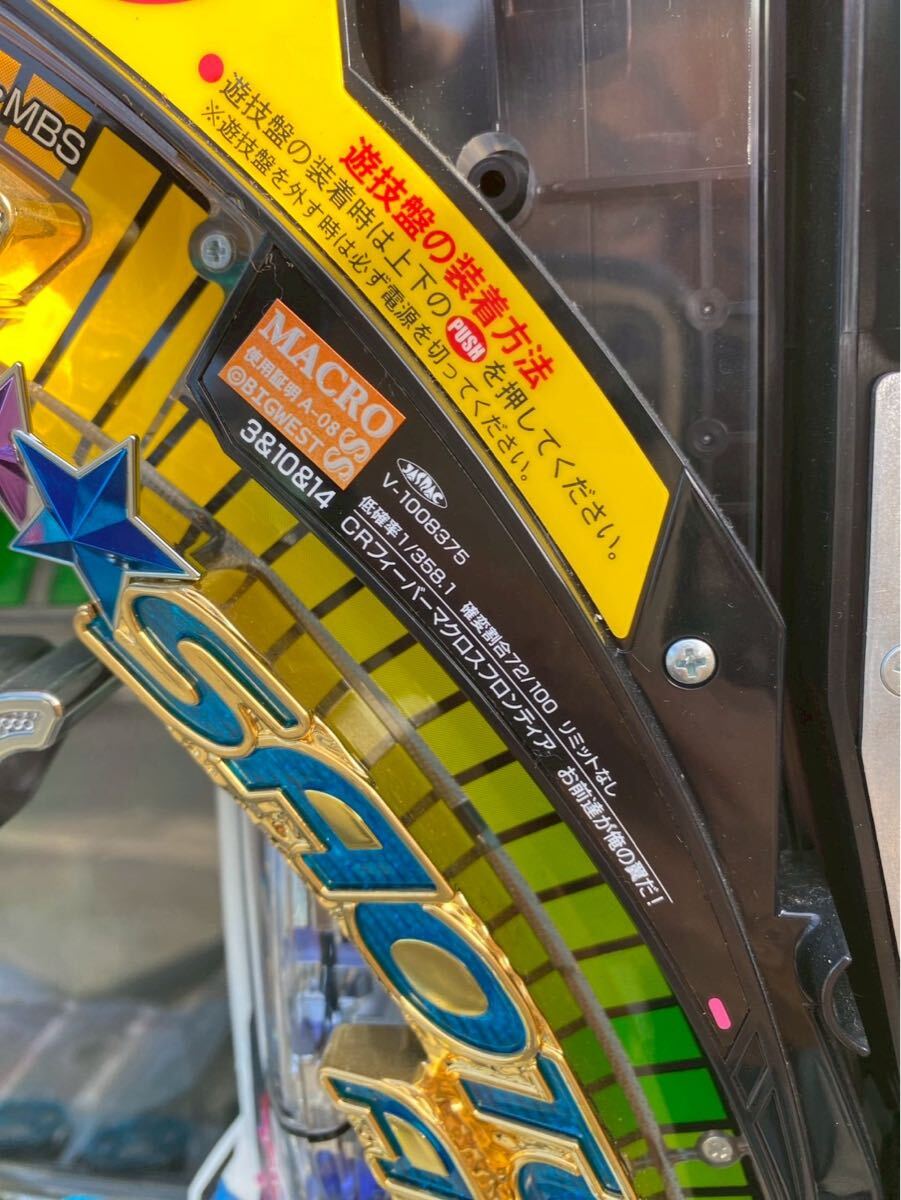 遊技盤の装着方法
遊技盤の装着時は上下のPUSHを押してください。
※遊技盤を外す時は必ず電源を切ってください。
MBS
MACROSS
使用証明 A-08
©BIGWEST
3&10&14
JASRAC
V-1008375
低確率1/358.1 確変割合72/100 リミットなし
CRフィーバーマクロスフロンティア お前達が俺の翼だ!